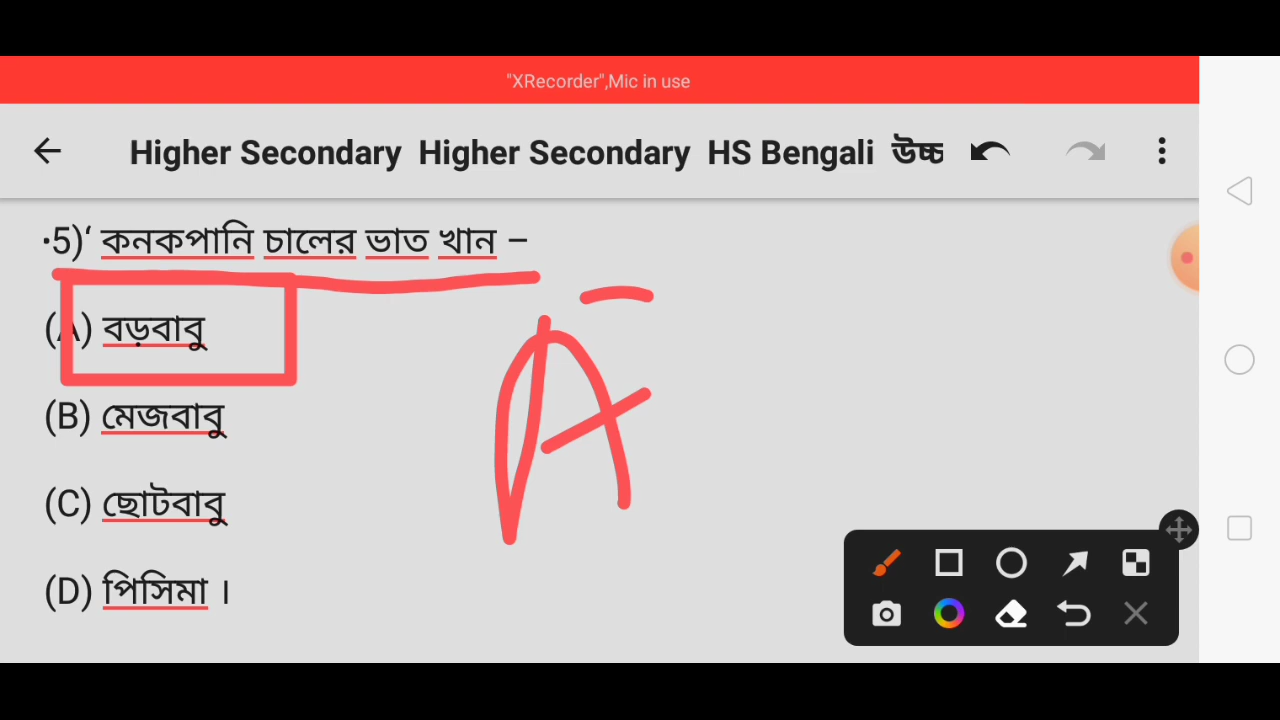 "XRecorder",Mic in use
Higher Secondary Higher Secondary HS Bengali উচ্চ
·5)‘ কনকপানি চালের ভাত খান –
(A) বড়বাবু
A
(B) মেজবাবু
(C) ছোটবাবু
(D) পিসিমা ।